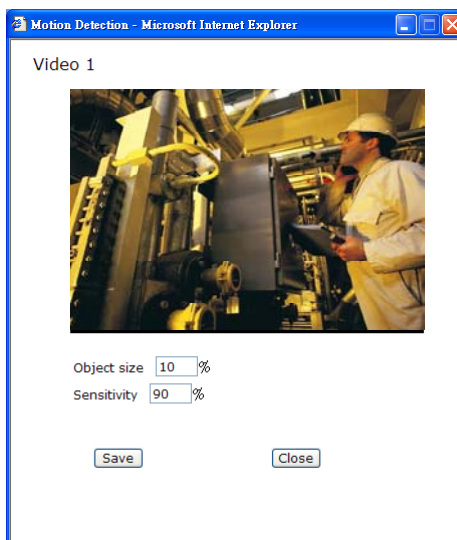 Motion Detection - Microsoft Internet Explorer
Video 1
Object size 10 %
Sensitivity 90 %
Save Close